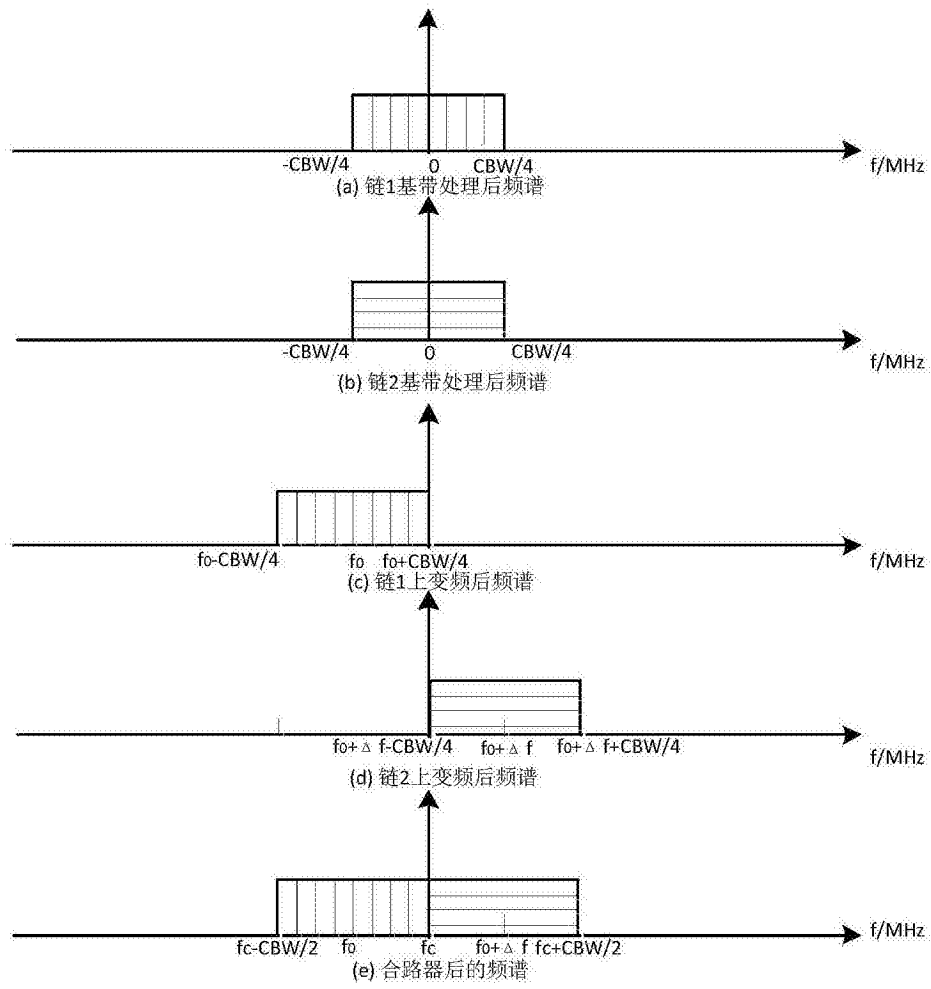 -CBW/4 0 CBW/4 f/MHz
(a) 链1基带处理后频谱
-CBW/4 0 CBW/4 f/MHz
(b) 链2基带处理后频谱
f0-CBW/4 f0 f0+CBW/4 f/MHz
(c) 链1上变频后频谱
f0+Δf-CBW/4 f0+Δf f0+Δf+CBW/4 f/MHz
(d) 链2上变频后频谱
fc-CBW/2 f0 fc f0+Δf fc+CBW/2 f/MHz
(e) 合路器后的频谱